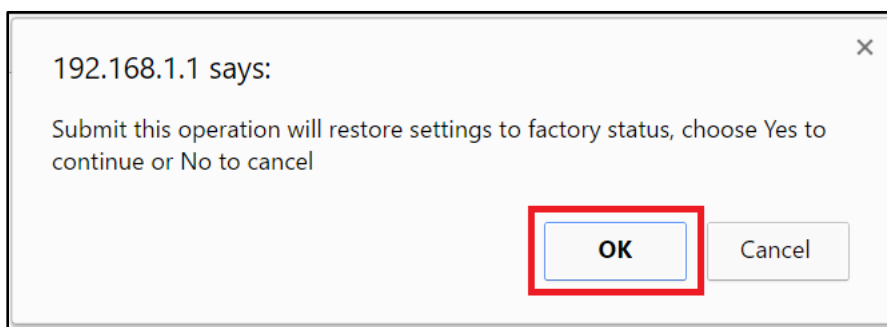 192.168.1.1 says:
Submit this operation will restore settings to factory status, choose Yes to
continue or No to cancel
OK
Cancel